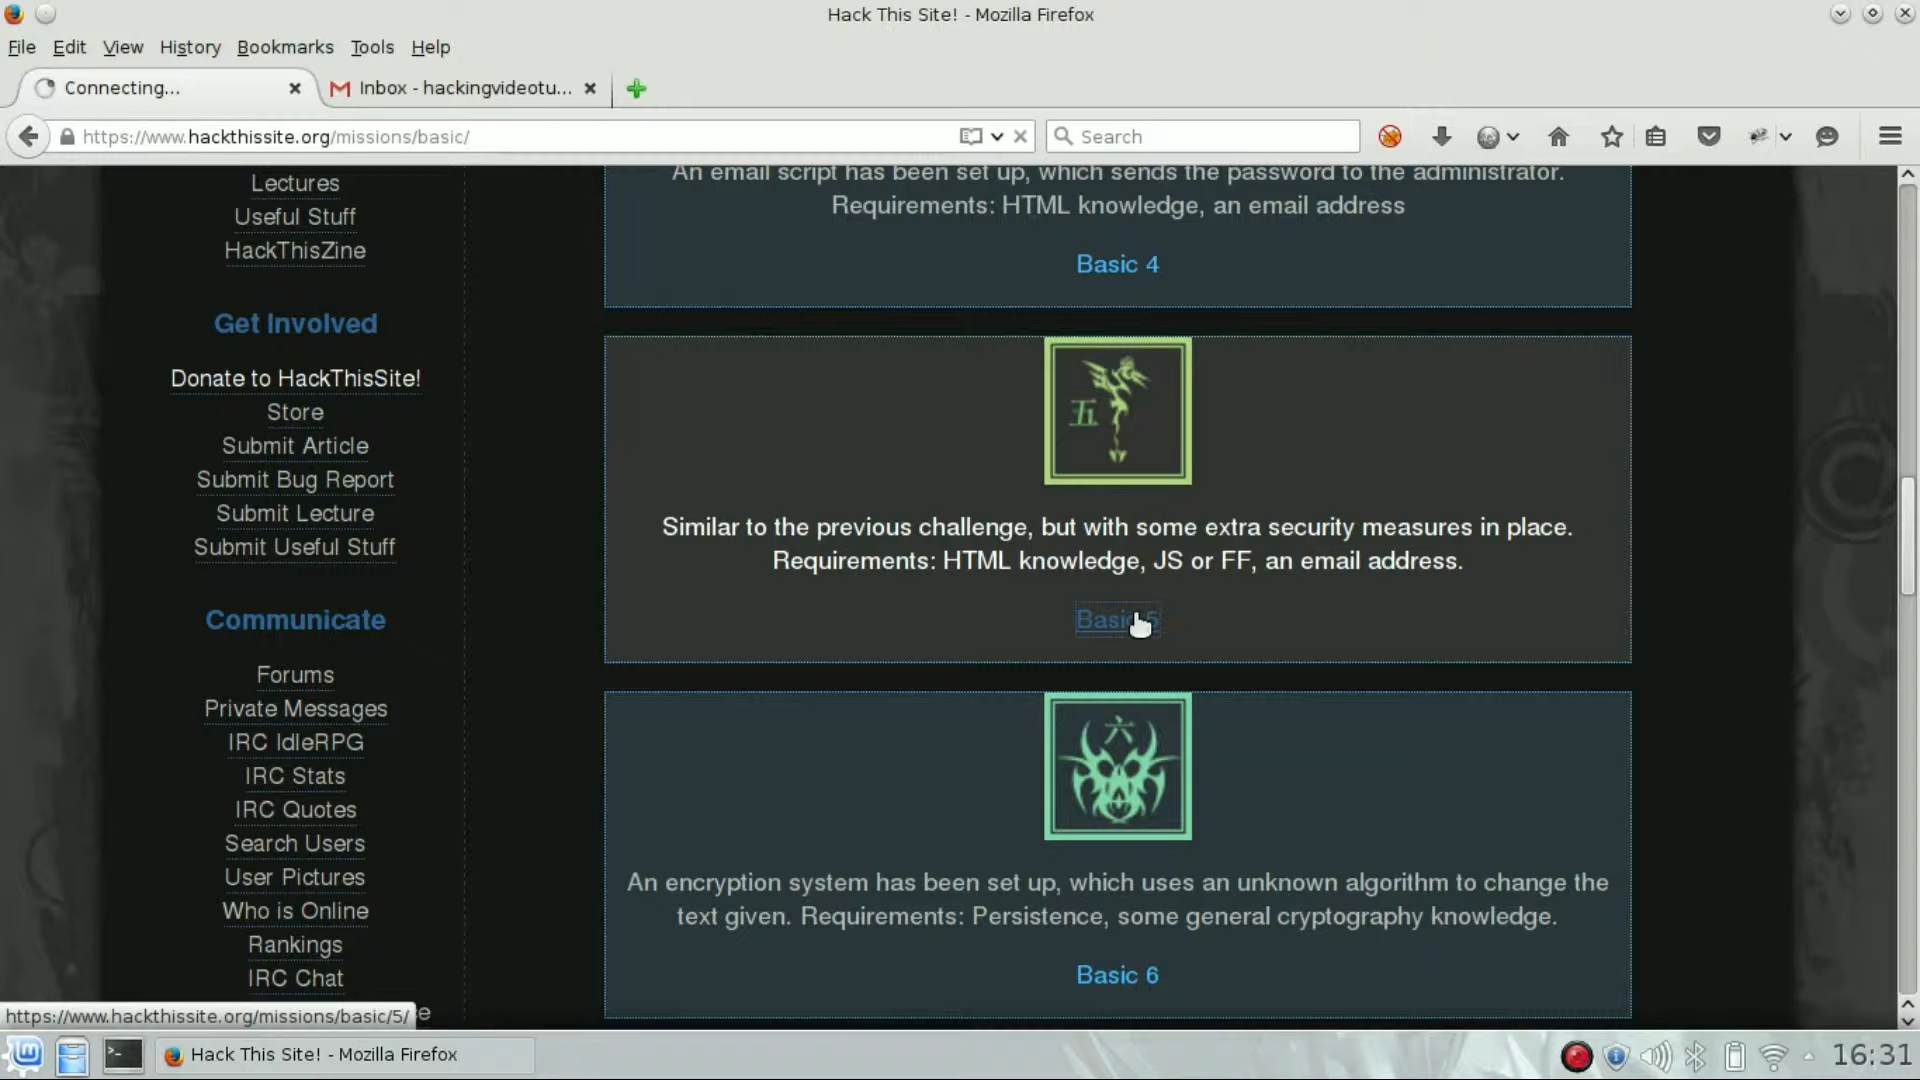 Hack This Site! - Mozilla Firefox
File Edit View History Bookmarks Tools Help
Connecting...
Inbox - hackingvideotu...
https://www.hackthissite.org/missions/basic/
Search
Lectures
Useful Stuff
HackThisZine
Get Involved
Donate to HackThisSite!
Store
Submit Article
Submit Bug Report
Submit Lecture
Submit Useful Stuff
Communicate
Forums
Private Messages
IRC IdleRPG
IRC Stats
IRC Quotes
Search Users
User Pictures
Who is Online
Rankings
IRC Chat
An email script has been set up, which sends the password to the administrator.
Requirements: HTML knowledge, an email address
Basic 4
五
Similar to the previous challenge, but with some extra security measures in place.
Requirements: HTML knowledge, JS or FF, an email address.
Basic 5
六
An encryption system has been set up, which uses an unknown algorithm to change the
text given. Requirements: Persistence, some general cryptography knowledge.
Basic 6
https://www.hackthissite.org/missions/basic/5/
Hack This Site! - Mozilla Firefox
16:31